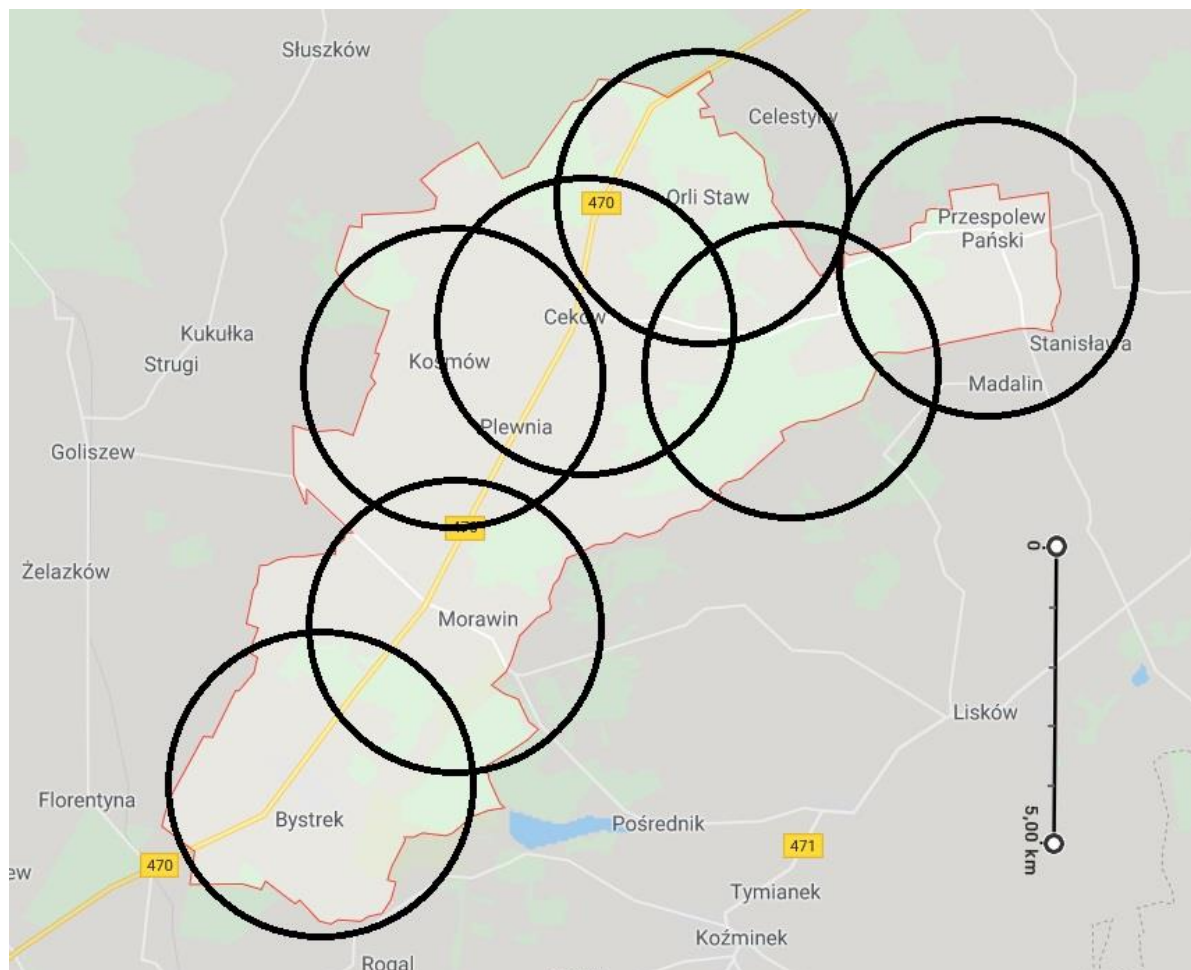 Słuszków
Celestyny
470
Orli Staw
Przespolew
Pański
Ceków
Kukułka
Strugi
Kosmów
Stanisława
Madalin
Plewnia
Goliszew
470
0
Żelazków
Morawin
Lisków
Florentyna
Bystrek
Pośrednik
5,00 km
471
470
ew
Tymianek
Koźminek
Rogal